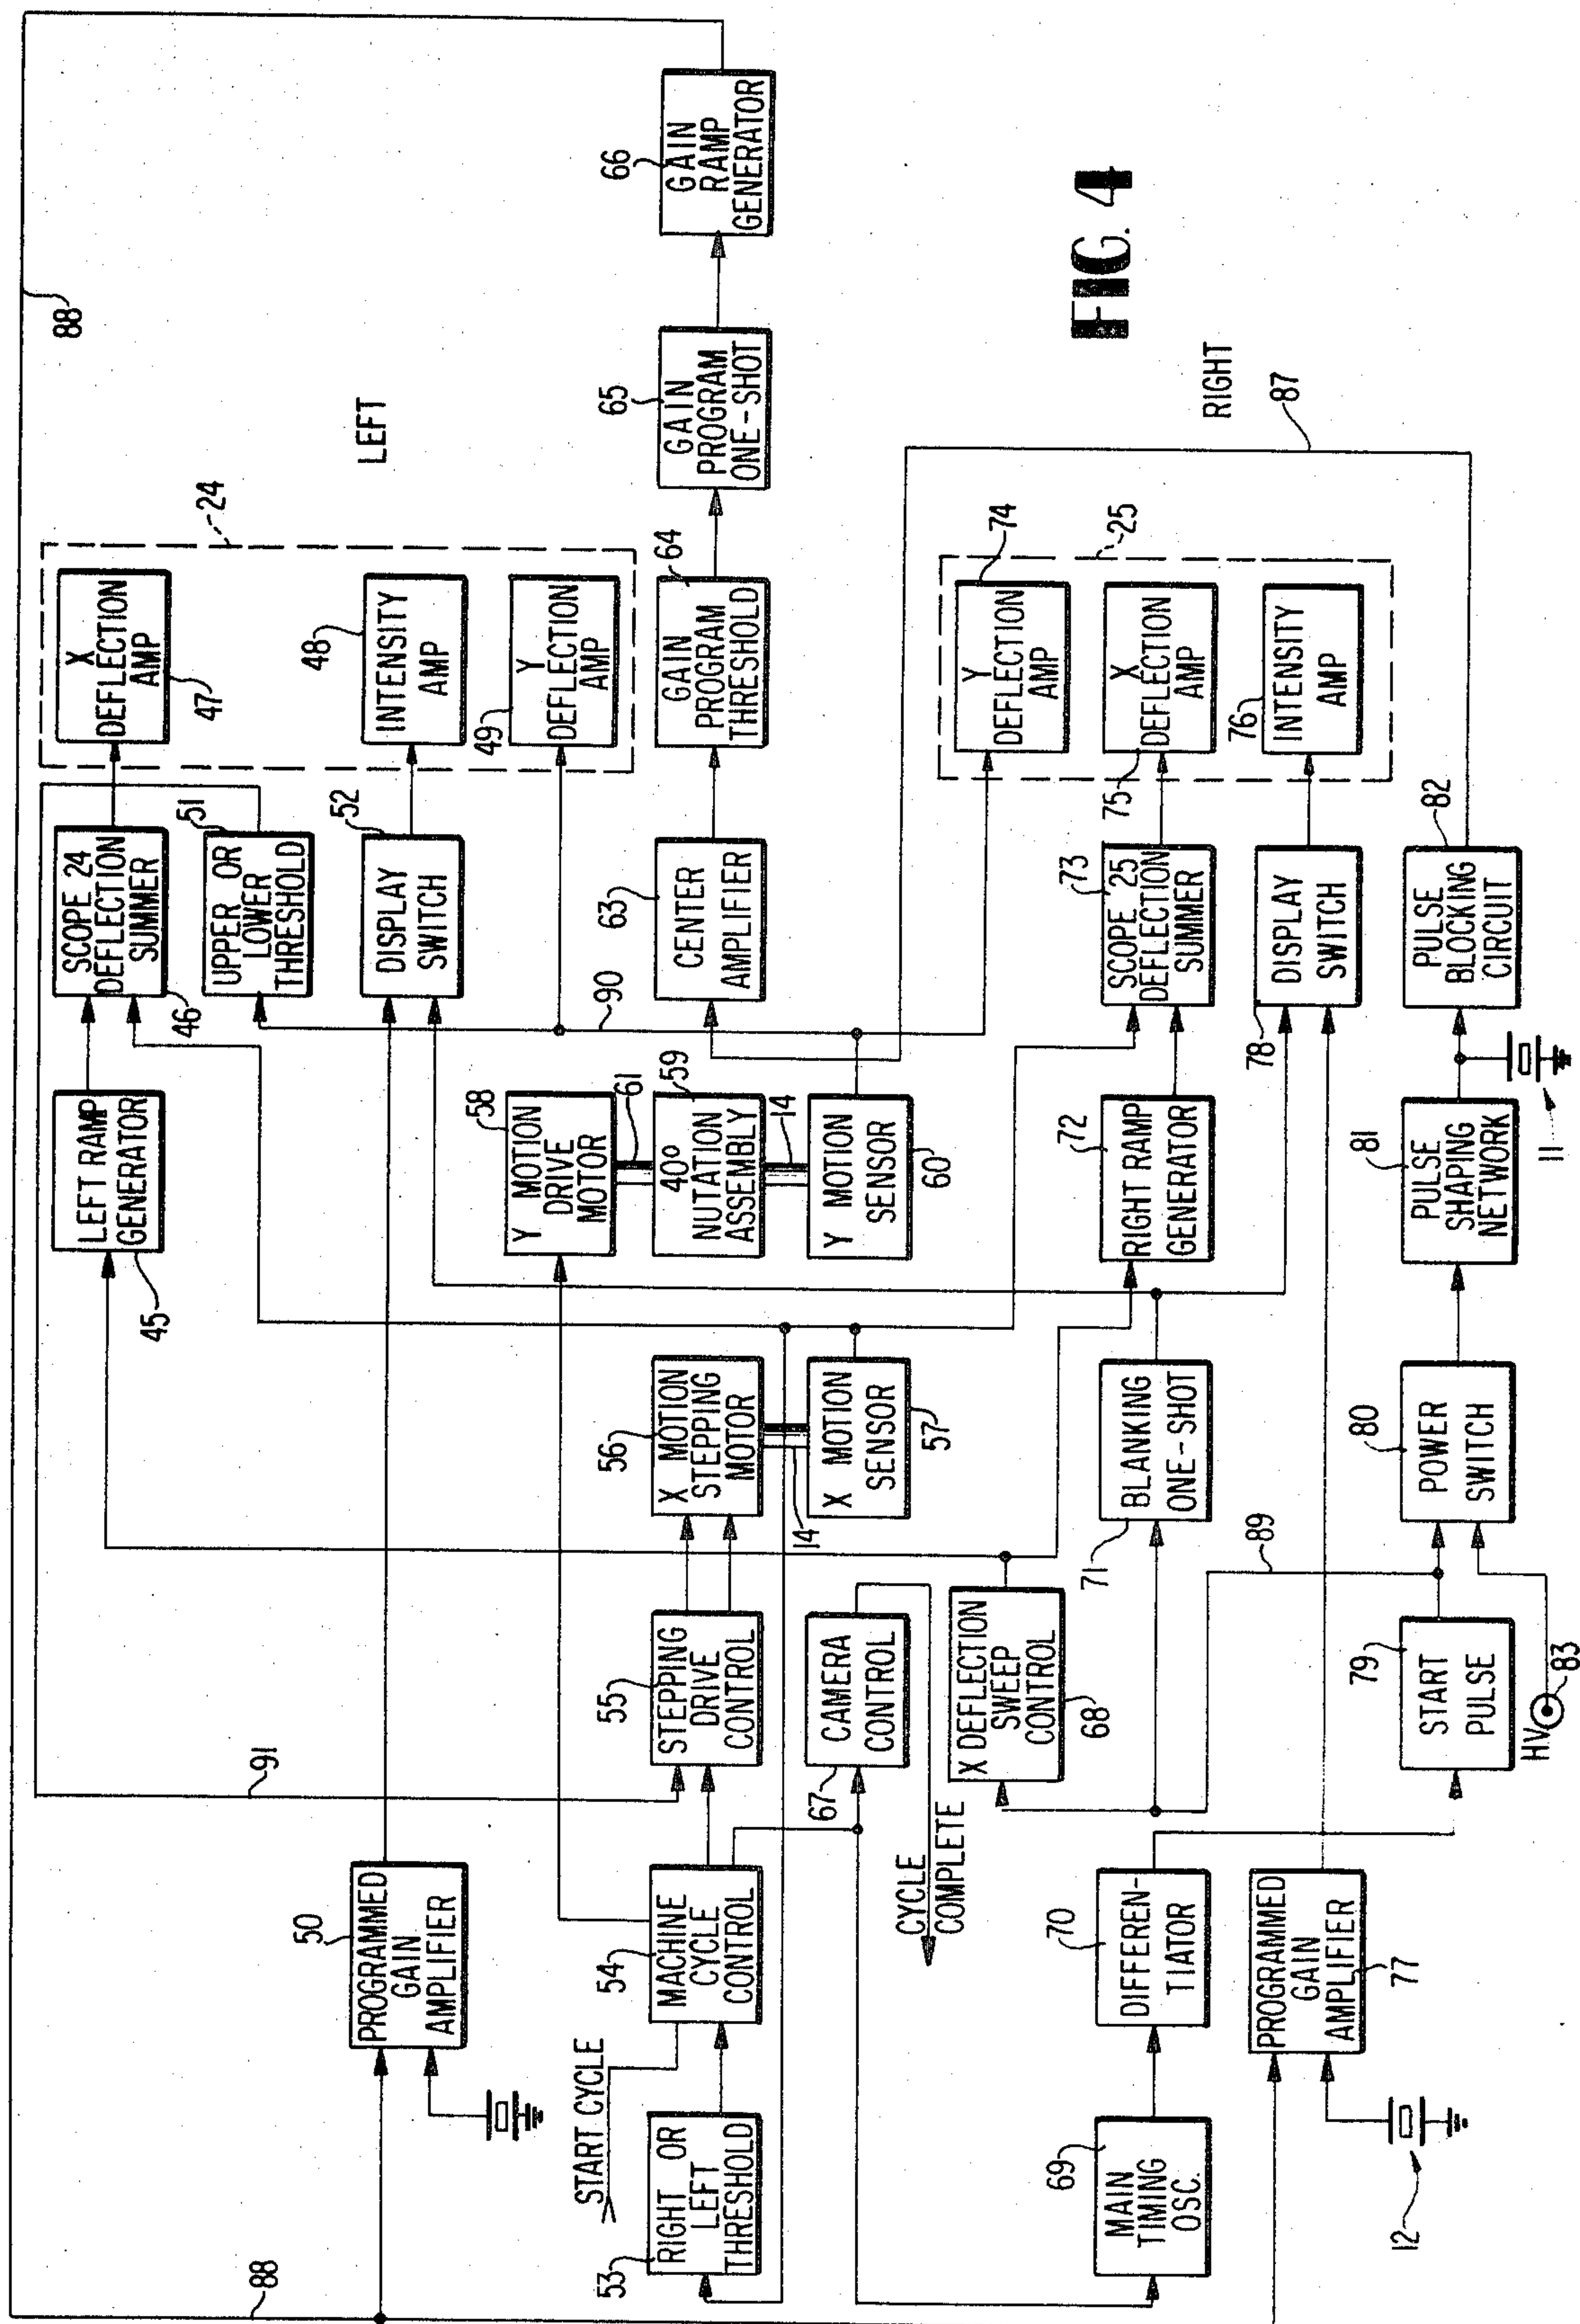 88
LEFT
24
X
DEFLECTION
AMP
47
48
INTENSITY
AMP
49
Y
DEFLECTION
AMP
SCOPE 24
DEFLECTION
SUMMER
46
51
UPPER OR
LOWER
THRESHOLD
52
DISPLAY
SWITCH
90
LEFT RAMP
GENERATOR
45
50
PROGRAMMED
GAIN
AMPLIFIER
91
88
START CYCLE
53
RIGHT OR
LEFT
THRESHOLD
54
MACHINE
CYCLE
CONTROL
55
STEPPING
DRIVE
CONTROL
56
X MOTION
STEPPING
MOTOR
14
X MOTION
SENSOR
57
58
Y MOTION
DRIVE
MOTOR
61
59
40°
NUTATION
ASSEMBLY
14
Y MOTION
SENSOR
60
63
CENTER
AMPLIFIER
64
GAIN
PROGRAM
THRESHOLD
65
GAIN
PROGRAM
ONE-SHOT
66
GAIN
RAMP
GENERATOR
67
CAMERA
CONTROL
CYCLE
COMPLETE
X DEFLECTION
SWEEP
CONTROL
68
69
MAIN
TIMING
OSC.
70
DIFFEREN-
TIATOR
71
BLANKING
ONE-SHOT
72
RIGHT RAMP
GENERATOR
73
SCOPE 25
DEFLECTION
SUMMER
74
Y
DEFLECTION
AMP
25
75
X
DEFLECTION
AMP
76
INTENSITY
AMP
78
DISPLAY
SWITCH
PROGRAMMED
GAIN
AMPLIFIER
77
12
79
START
PULSE
HV
83
89
80
POWER
SWITCH
81
PULSE
SHAPING
NETWORK
11
82
PULSE
BLOCKING
CIRCUIT
87
RIGHT
FIG. 4